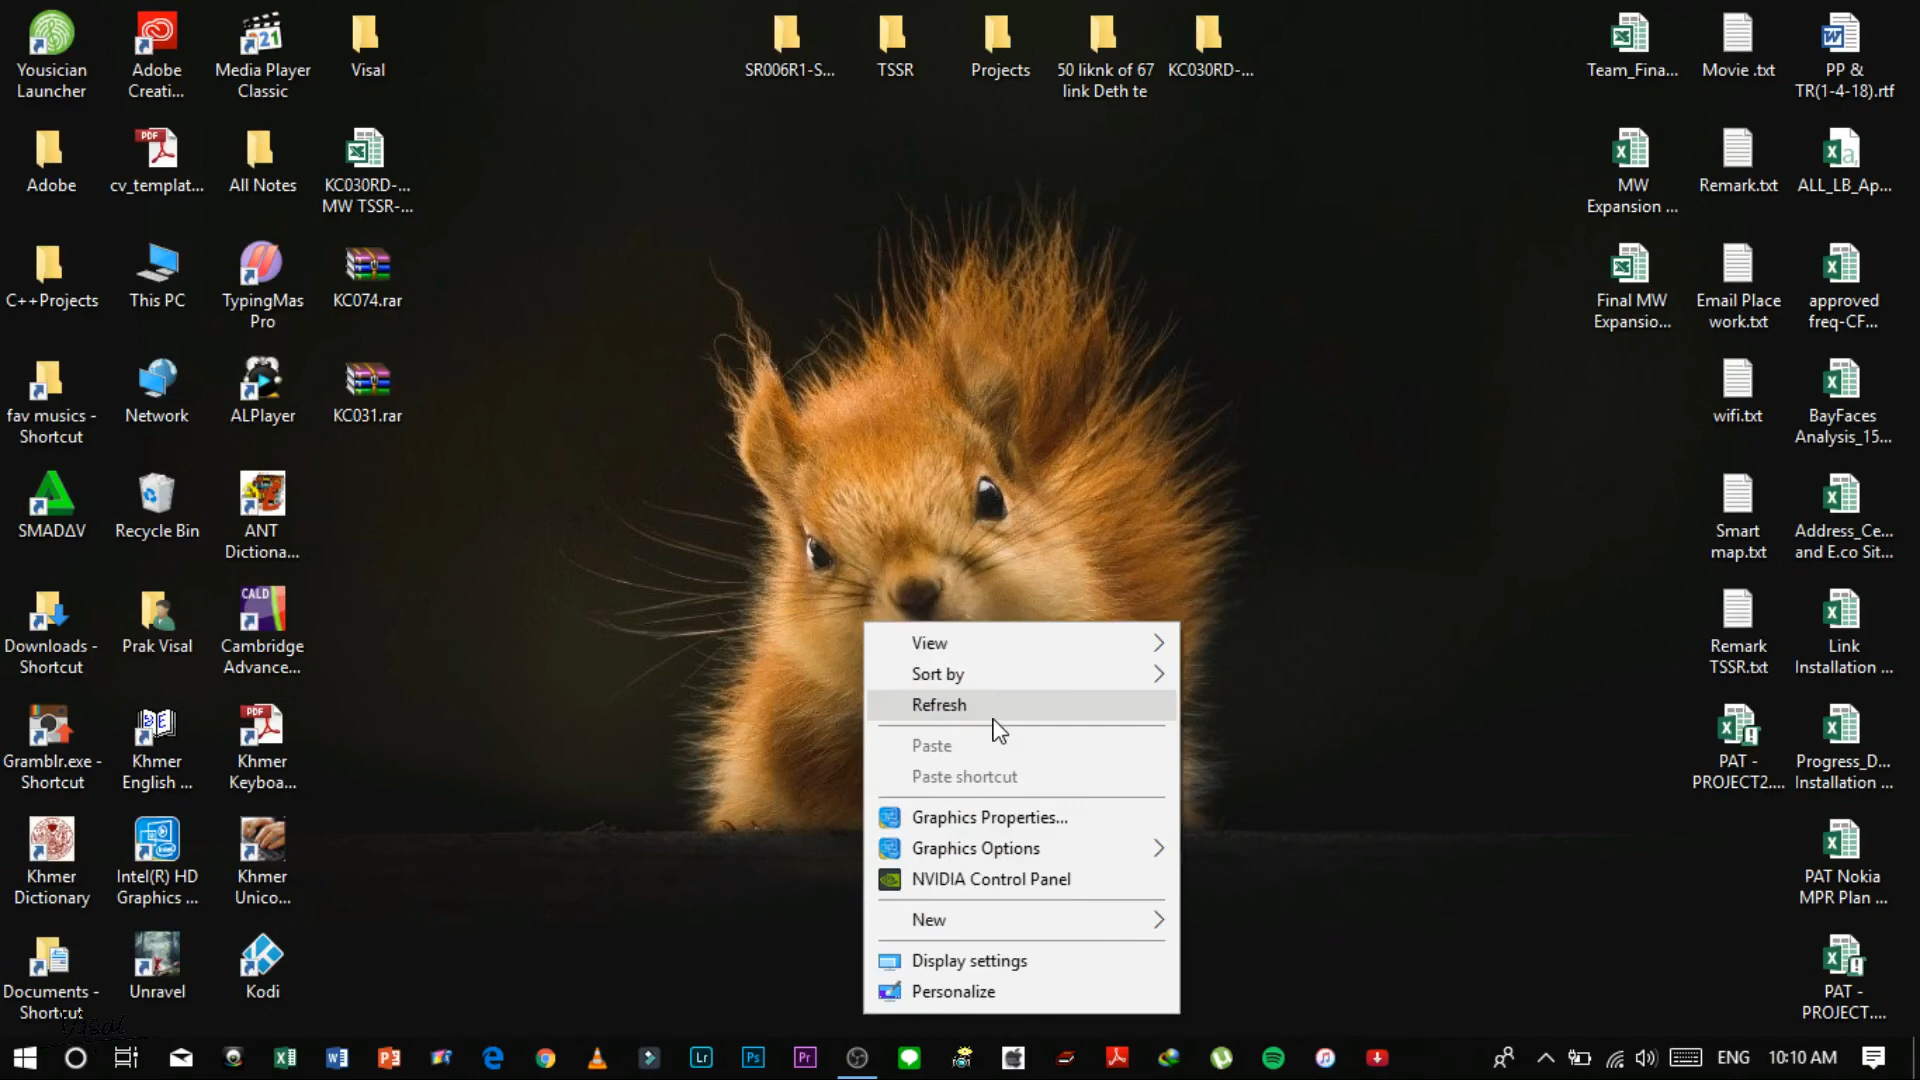 Yousician
Launcher
Adobe
Creati...
Media Player
Classic
Visal
SR006R1-S...
TSSR
Projects
50 liknk of 67
link Deth te
KC030RD-...
Team_Fina...
Movie .txt
PP &
TR(1-4-18).rtf
Adobe
cv_templat...
All Notes
KC030RD-...
MW TSSR-...
MW
Expansion ...
Remark.txt
ALL_LB_Ap...
C++Projects
This PC
TypingMas
Pro
KC074.rar
Final MW
Expansio...
Email Place
work.txt
approved
freq-CF...
fav musics -
Shortcut
Network
ALPlayer
KC031.rar
wifi.txt
BayFaces
Analysis_15...
SMADΔV
Recycle Bin
ANT
Dictiona...
Smart
map.txt
Address_Ce...
and E.co Sit...
Downloads -
Shortcut
Prak Visal
CALD
Cambridge
Advance...
Remark
TSSR.txt
Link
Installation ...
Gramblr.exe -
Shortcut
Khmer
English ...
Khmer
Keyboa...
PAT -
PROJECT2....
Progress_D...
Installation ...
Khmer
Dictionary
Intel(R) HD
Graphics ...
Khmer
Unico...
PAT Nokia
MPR Plan ...
Documents -
Shortcut
Unravel
Kodi
PAT -
PROJECT....
View
Sort by
Refresh
Paste
Paste shortcut
Graphics Properties...
Graphics Options
NVIDIA Control Panel
New
Display settings
Personalize
Visal
Lr
Ps
Pr
ENG
10:10 AM